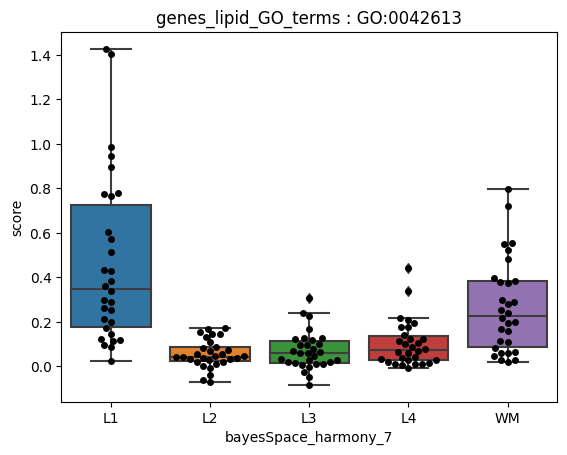 genes_lipid_GO_terms : GO:0042613
score
1.4
1.2
1.0
0.8
0.6
0.4
0.2
0.0
L1 L2 L3 L4 WM
bayesSpace_harmony_7